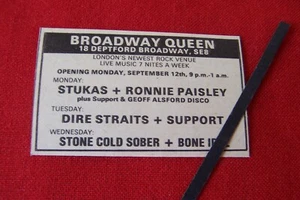 BROADWAY QUEEN
18 DEPTFORD BROADWAY, SE8
LONDON'S NEWEST ROCK VENUE
LIVE MUSIC 7 NITES A WEEK
OPENING MONDAY, SEPTEMBER 12th, 9 p.m.-1 a.m.
MONDAY:
STUKAS + RONNIE PAISLEY
plus Support & GEOFF ALSFORD DISCO
TUESDAY:
DIRE STRAITS + SUPPORT
WEDNESDAY:
STONE COLD SOBER + BONE